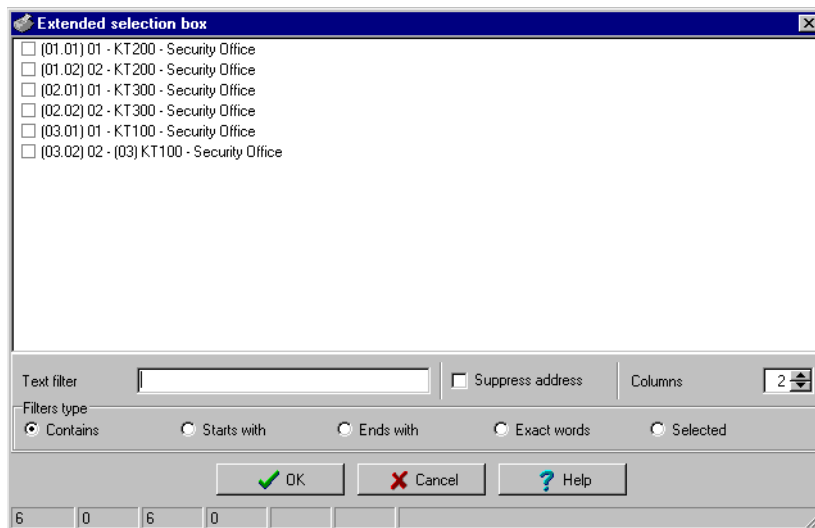 Extended selection box
(01.01) 01 - KT200 - Security Office
(01.02) 02 - KT200 - Security Office
(02.01) 01 - KT300 - Security Office
(02.02) 02 - KT300 - Security Office
(03.01) 01 - KT100 - Security Office
(03.02) 02 - (03) KT100 - Security Office
Text filter Suppress address Columns 2
Filters type
Contains Starts with Ends with Exact words Selected
OK Cancel ? Help
6 0 6 0